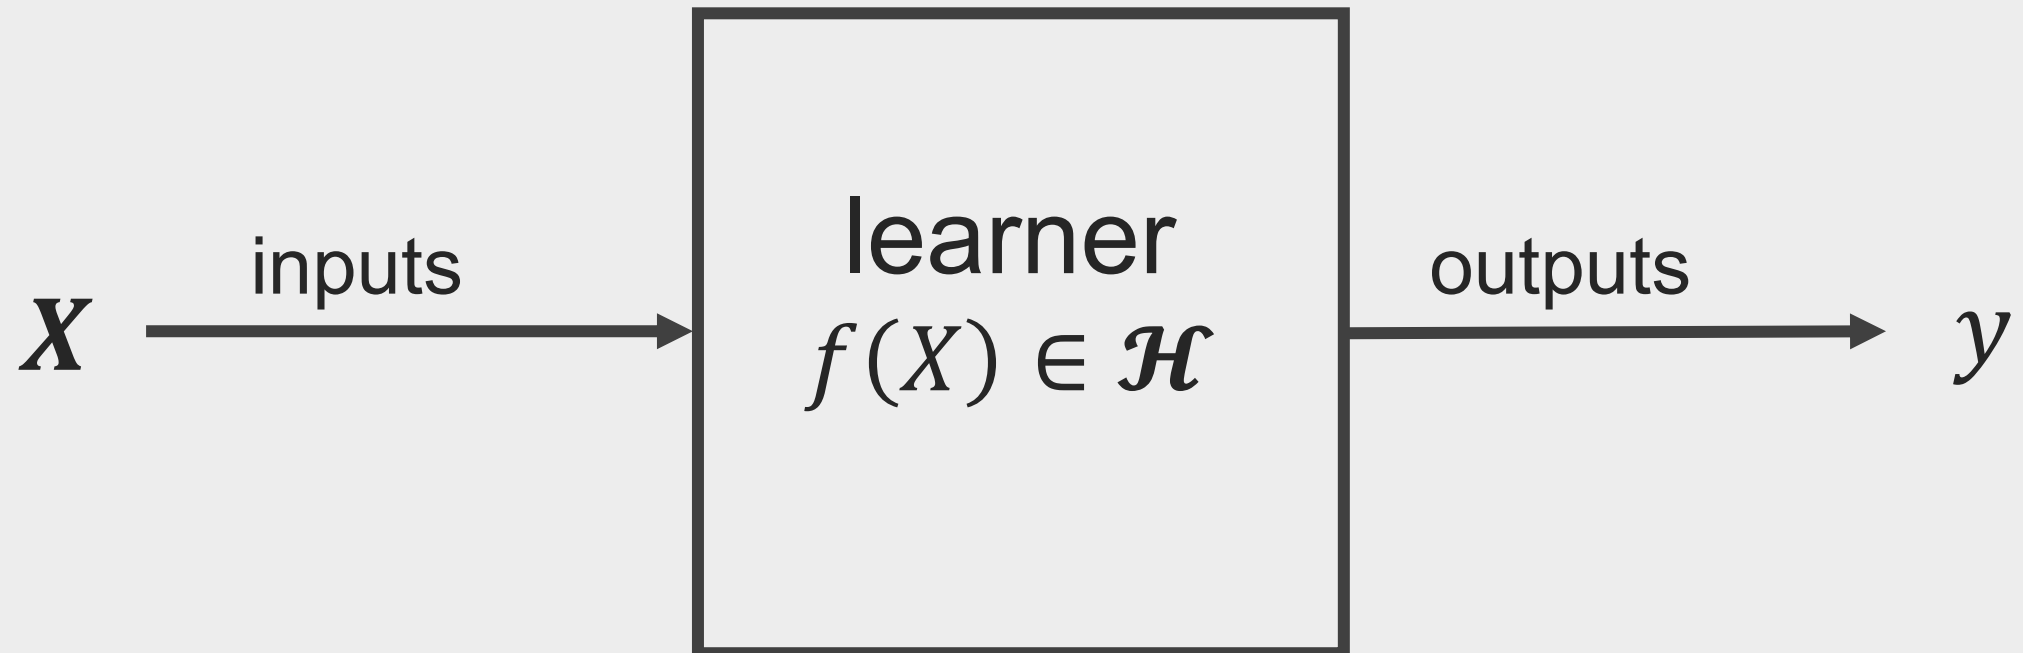 X
inputs
learner
f(X) ∈ ℋ
outputs
y